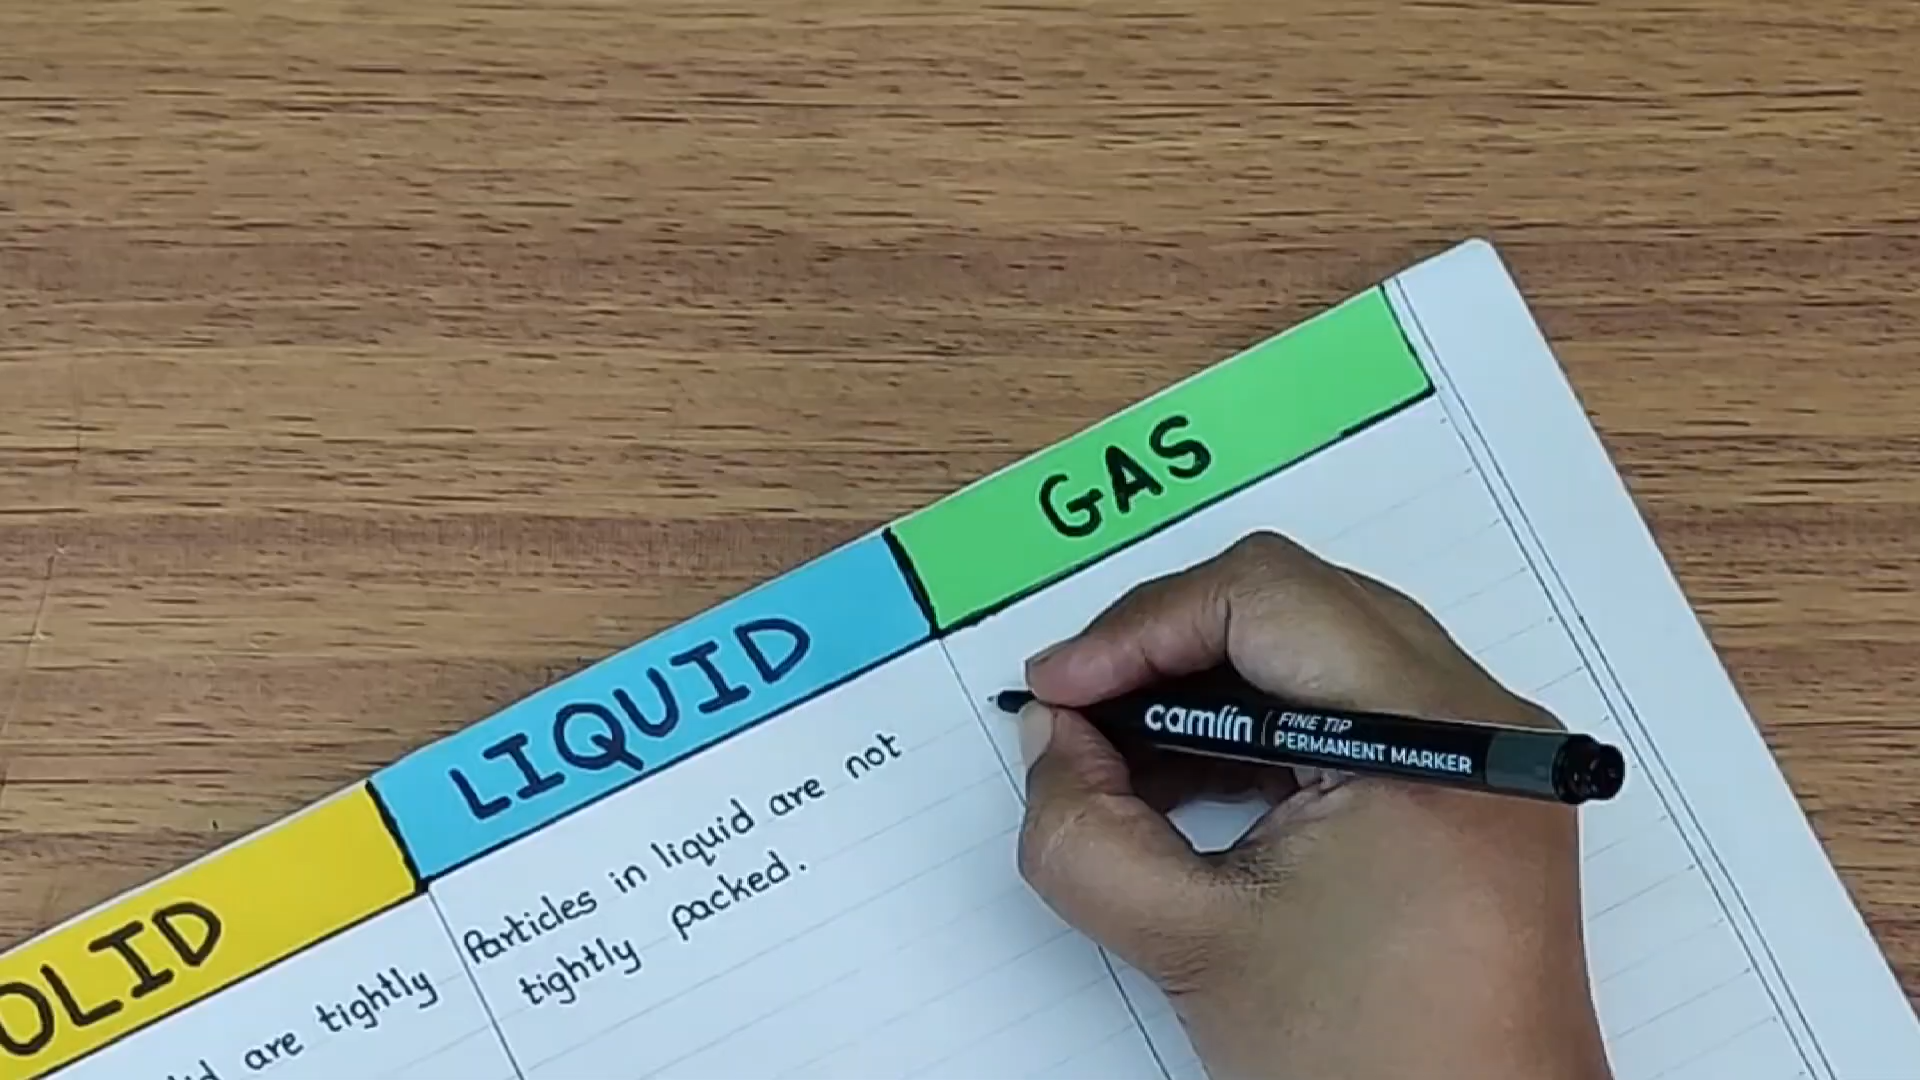 OLID
LIQUID
GAS
are tightly
Particles in liquid are not
tightly packed.
camlin
FINE TIP
PERMANENT MARKER